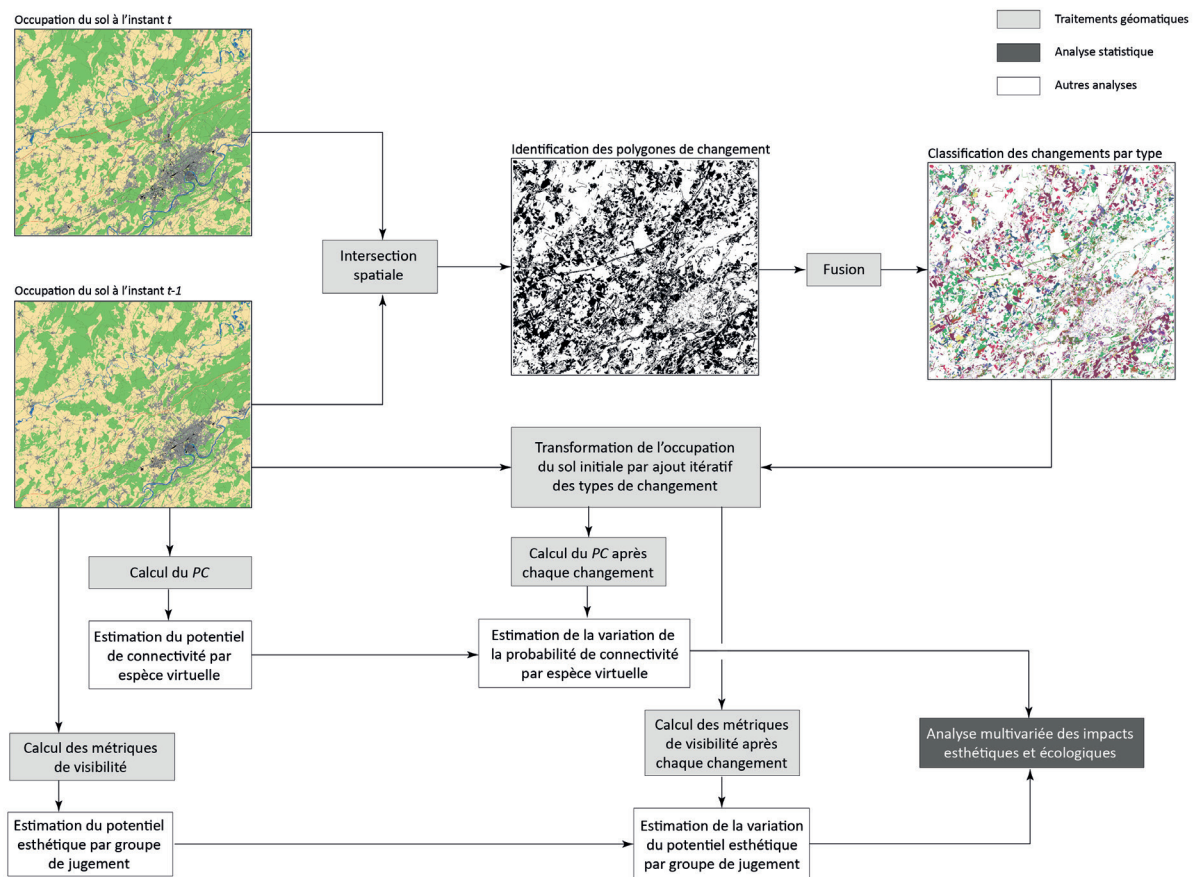 Occupation du sol à l'instant t
Traitements géomatiques
Analyse statistique
Autres analyses
Identification des polygones de changement
Classification des changements par type
Intersection
spatiale
Fusion
Occupation du sol à l'instant t-1
Transformation de l'occupation
du sol initiale par ajout itératif
des types de changement
Calcul du PC
Calcul du PC après
chaque changement
Estimation du potentiel
de connectivité par
espèce virtuelle
Estimation de la variation de
la probabilité de connectivité
par espèce virtuelle
Calcul des métriques
de visibilité
Calcul des métriques
de visibilité après
chaque changement
Analyse multivariée des impacts
esthétiques et écologiques
Estimation du potentiel
esthétique par groupe
de jugement
Estimation de la variation
du potentiel esthétique
par groupe de jugement